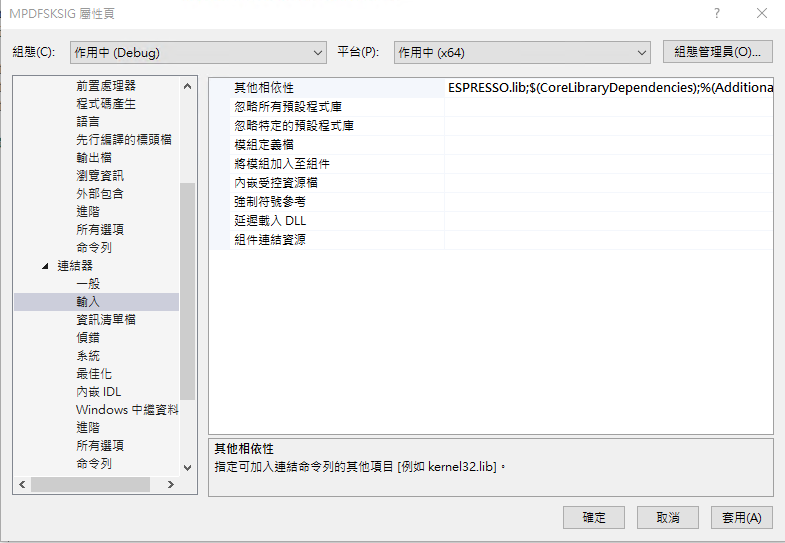 MPDFSKSIG 屬性頁
組態(C): 作用中 (Debug) 平台(P): 作用中 (x64) 組態管理員(O)...
前置處理器
程式碼產生
語言
先行編譯的標頭檔
輸出檔
瀏覽資訊
外部包含
進階
所有選項
命令列
連結器
一般
輸入
資訊清單檔
偵錯
系統
最佳化
內嵌 IDL
Windows 中繼資料
進階
所有選項
命令列
其他相依性 ESPRESSO.lib;$(CoreLibraryDependencies);%(Additiona
忽略所有預設程式庫
忽略特定的預設程式庫
模組定義檔
將模組加入至組件
內嵌受控資源檔
強制符號參考
延遲載入 DLL
組件連結資源
其他相依性
指定可加入連結命令列的其他項目 [例如 kernel32.lib]。
確定 取消 套用(A)